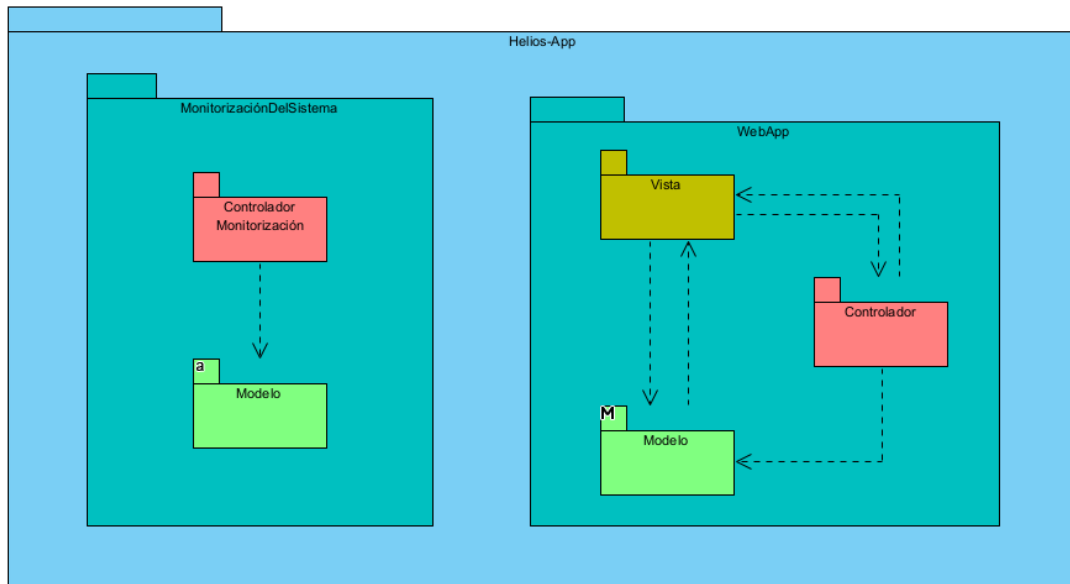 Helios-App
MonitorizaciónDelSistema
Controlador
Monitorización
a
Modelo
WebApp
Vista
Controlador
M
Modelo